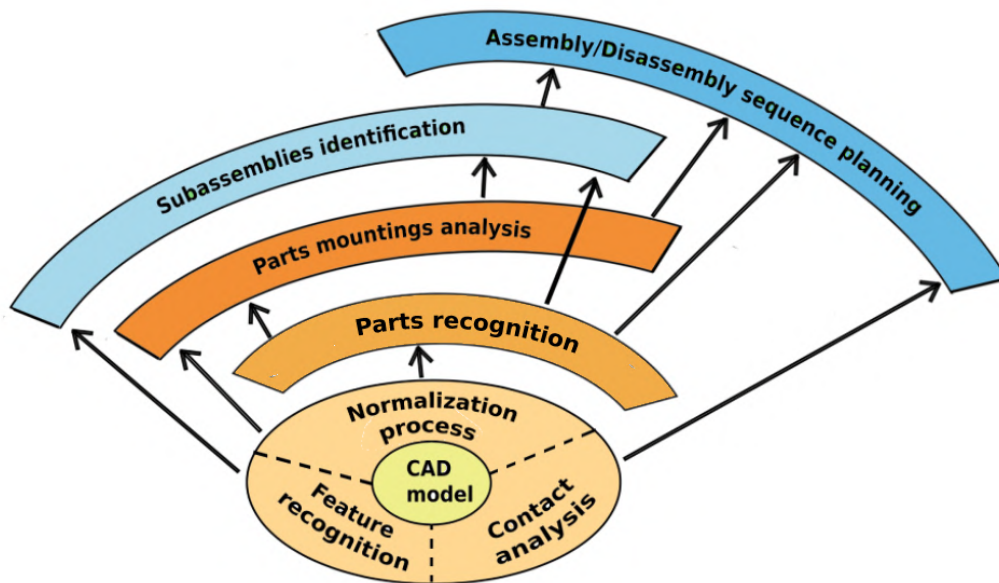 Assembly/Disassembly sequence planning
Subassemblies identification
Parts mountings analysis
Parts recognition
Normalization
process
CAD
model
Feature
recognition
Contact
analysis